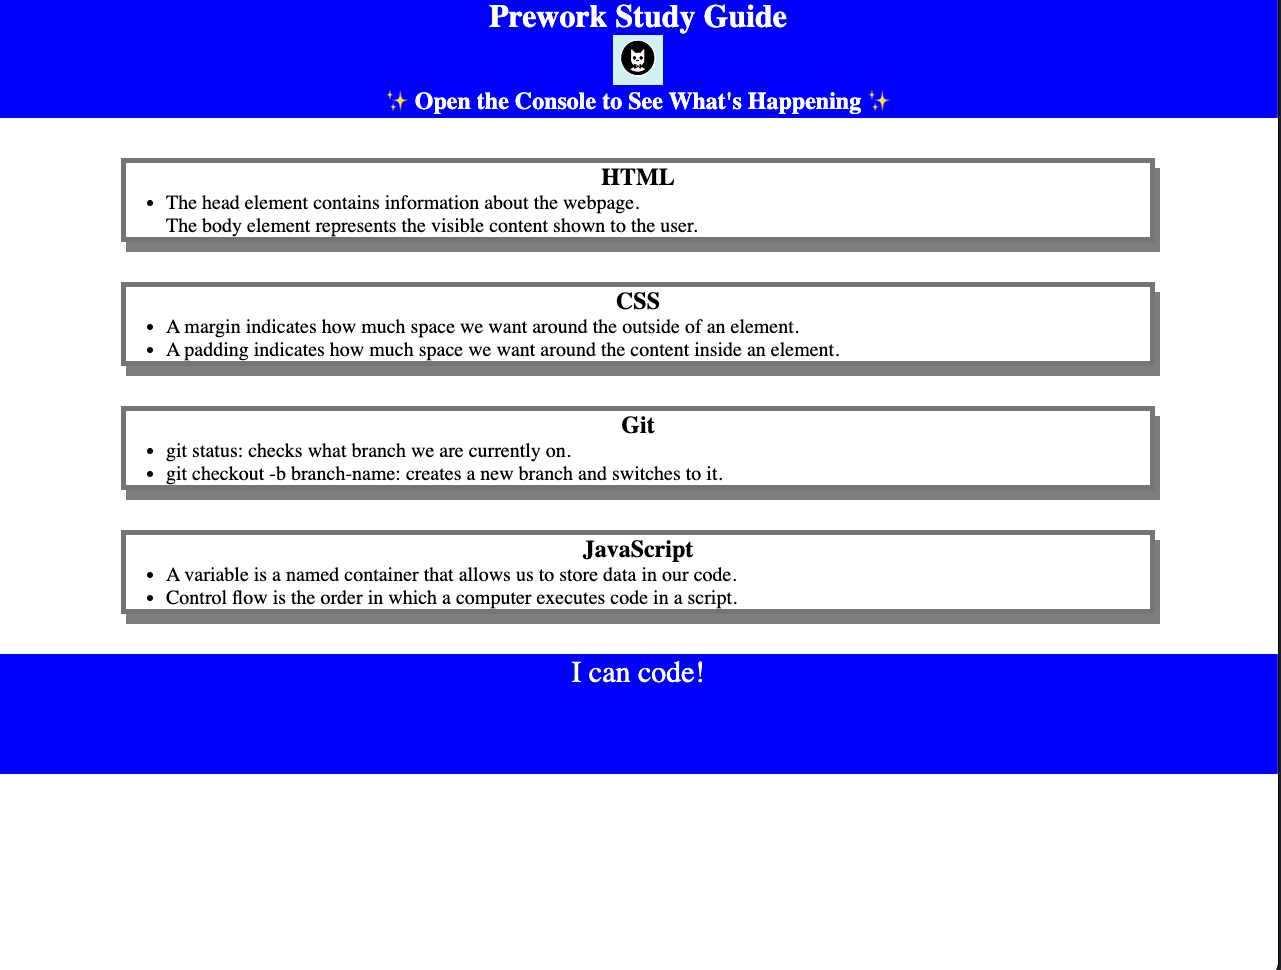 Prework Study Guide
✨ Open the Console to See What's Happening ✨
HTML
• The head element contains information about the webpage.
The body element represents the visible content shown to the user.
CSS
• A margin indicates how much space we want around the outside of an element.
• A padding indicates how much space we want around the content inside an element.
Git
• git status: checks what branch we are currently on.
• git checkout -b branch-name: creates a new branch and switches to it.
JavaScript
• A variable is a named container that allows us to store data in our code.
• Control flow is the order in which a computer executes code in a script.
I can code!